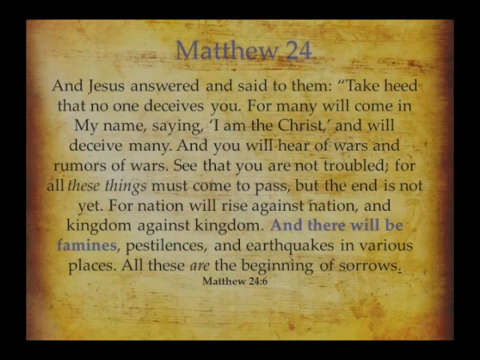 Matthew 24
And Jesus answered and said to them: “Take heed
that no one deceives you. For many will come in
My name, saying, ‘I am the Christ,’ and will
deceive many. And you will hear of wars and
rumors of wars. See that you are not troubled; for
all these things must come to pass, but the end is not
yet. For nation will rise against nation, and
kingdom against kingdom. And there will be
famines, pestilences, and earthquakes in various
places. All these are the beginning of sorrows.
Matthew 24:6